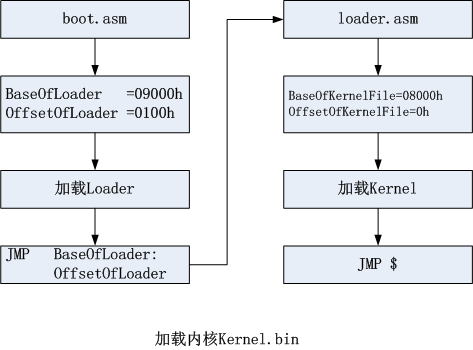 boot.asm
BaseOfLoader =09000h
OffsetOfLoader =0100h
加载Loader
JMP BaseOfLoader:
OffsetOfLoader
loader.asm
BaseOfKernelFile=08000h
OffsetOfKernelFile=0h
加载Kernel
JMP $
加载内核Kernel.bin